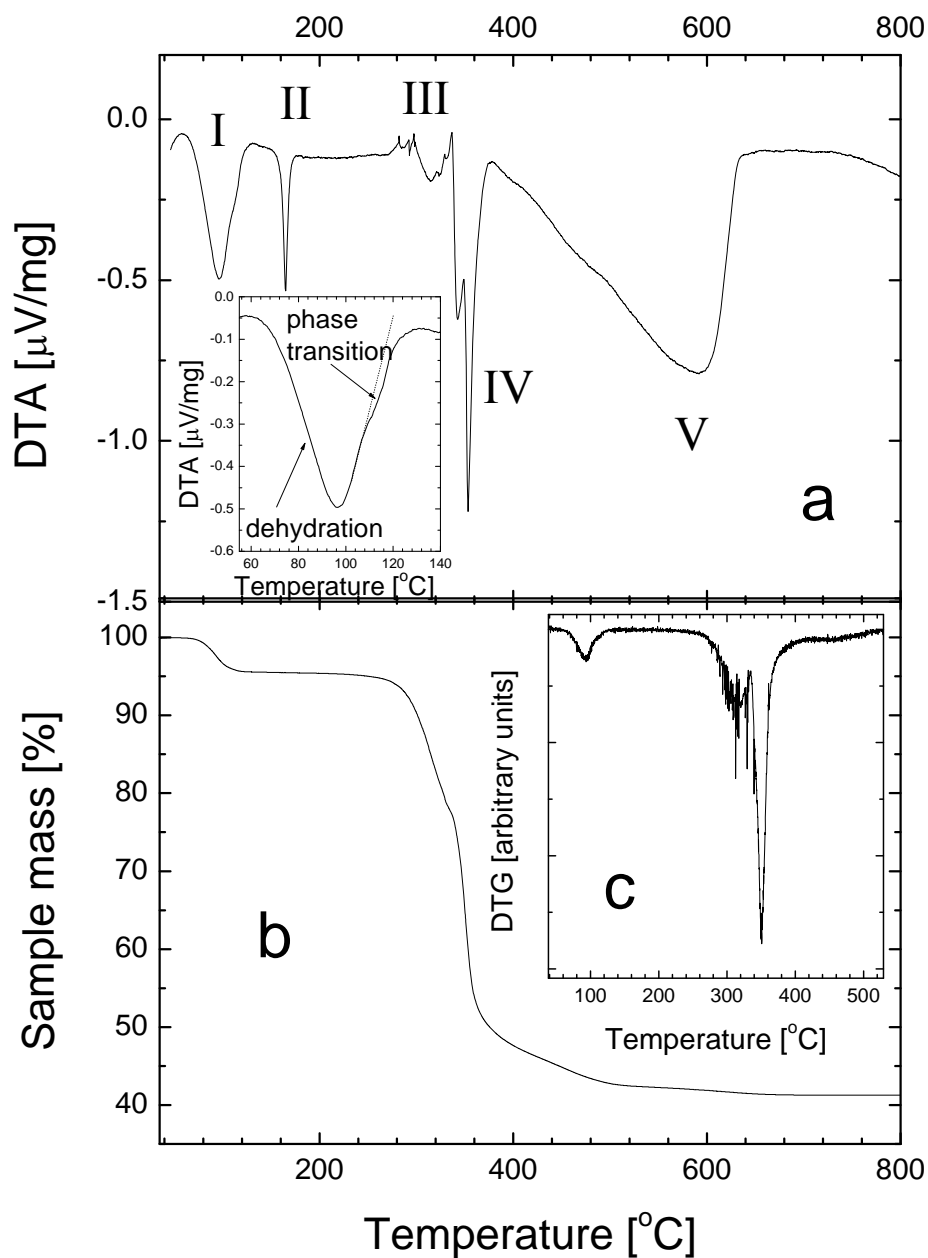 200 400 600 800
0.0
-0.5
-1.0
-1.5
DTA [μV/mg]
I
II
III
IV
V
a
0.0
-0.1
-0.2
-0.3
-0.4
-0.5
-0.6
DTA [μV/mg]
phase
transition
dehydration
60 80 100 120 140
Temperature [°C]
100
90
80
70
60
50
40
Sample mass [%]
b
DTG [arbitrary units]
c
100 200 300 400 500
Temperature [°C]
200 400 600 800
Temperature [°C]